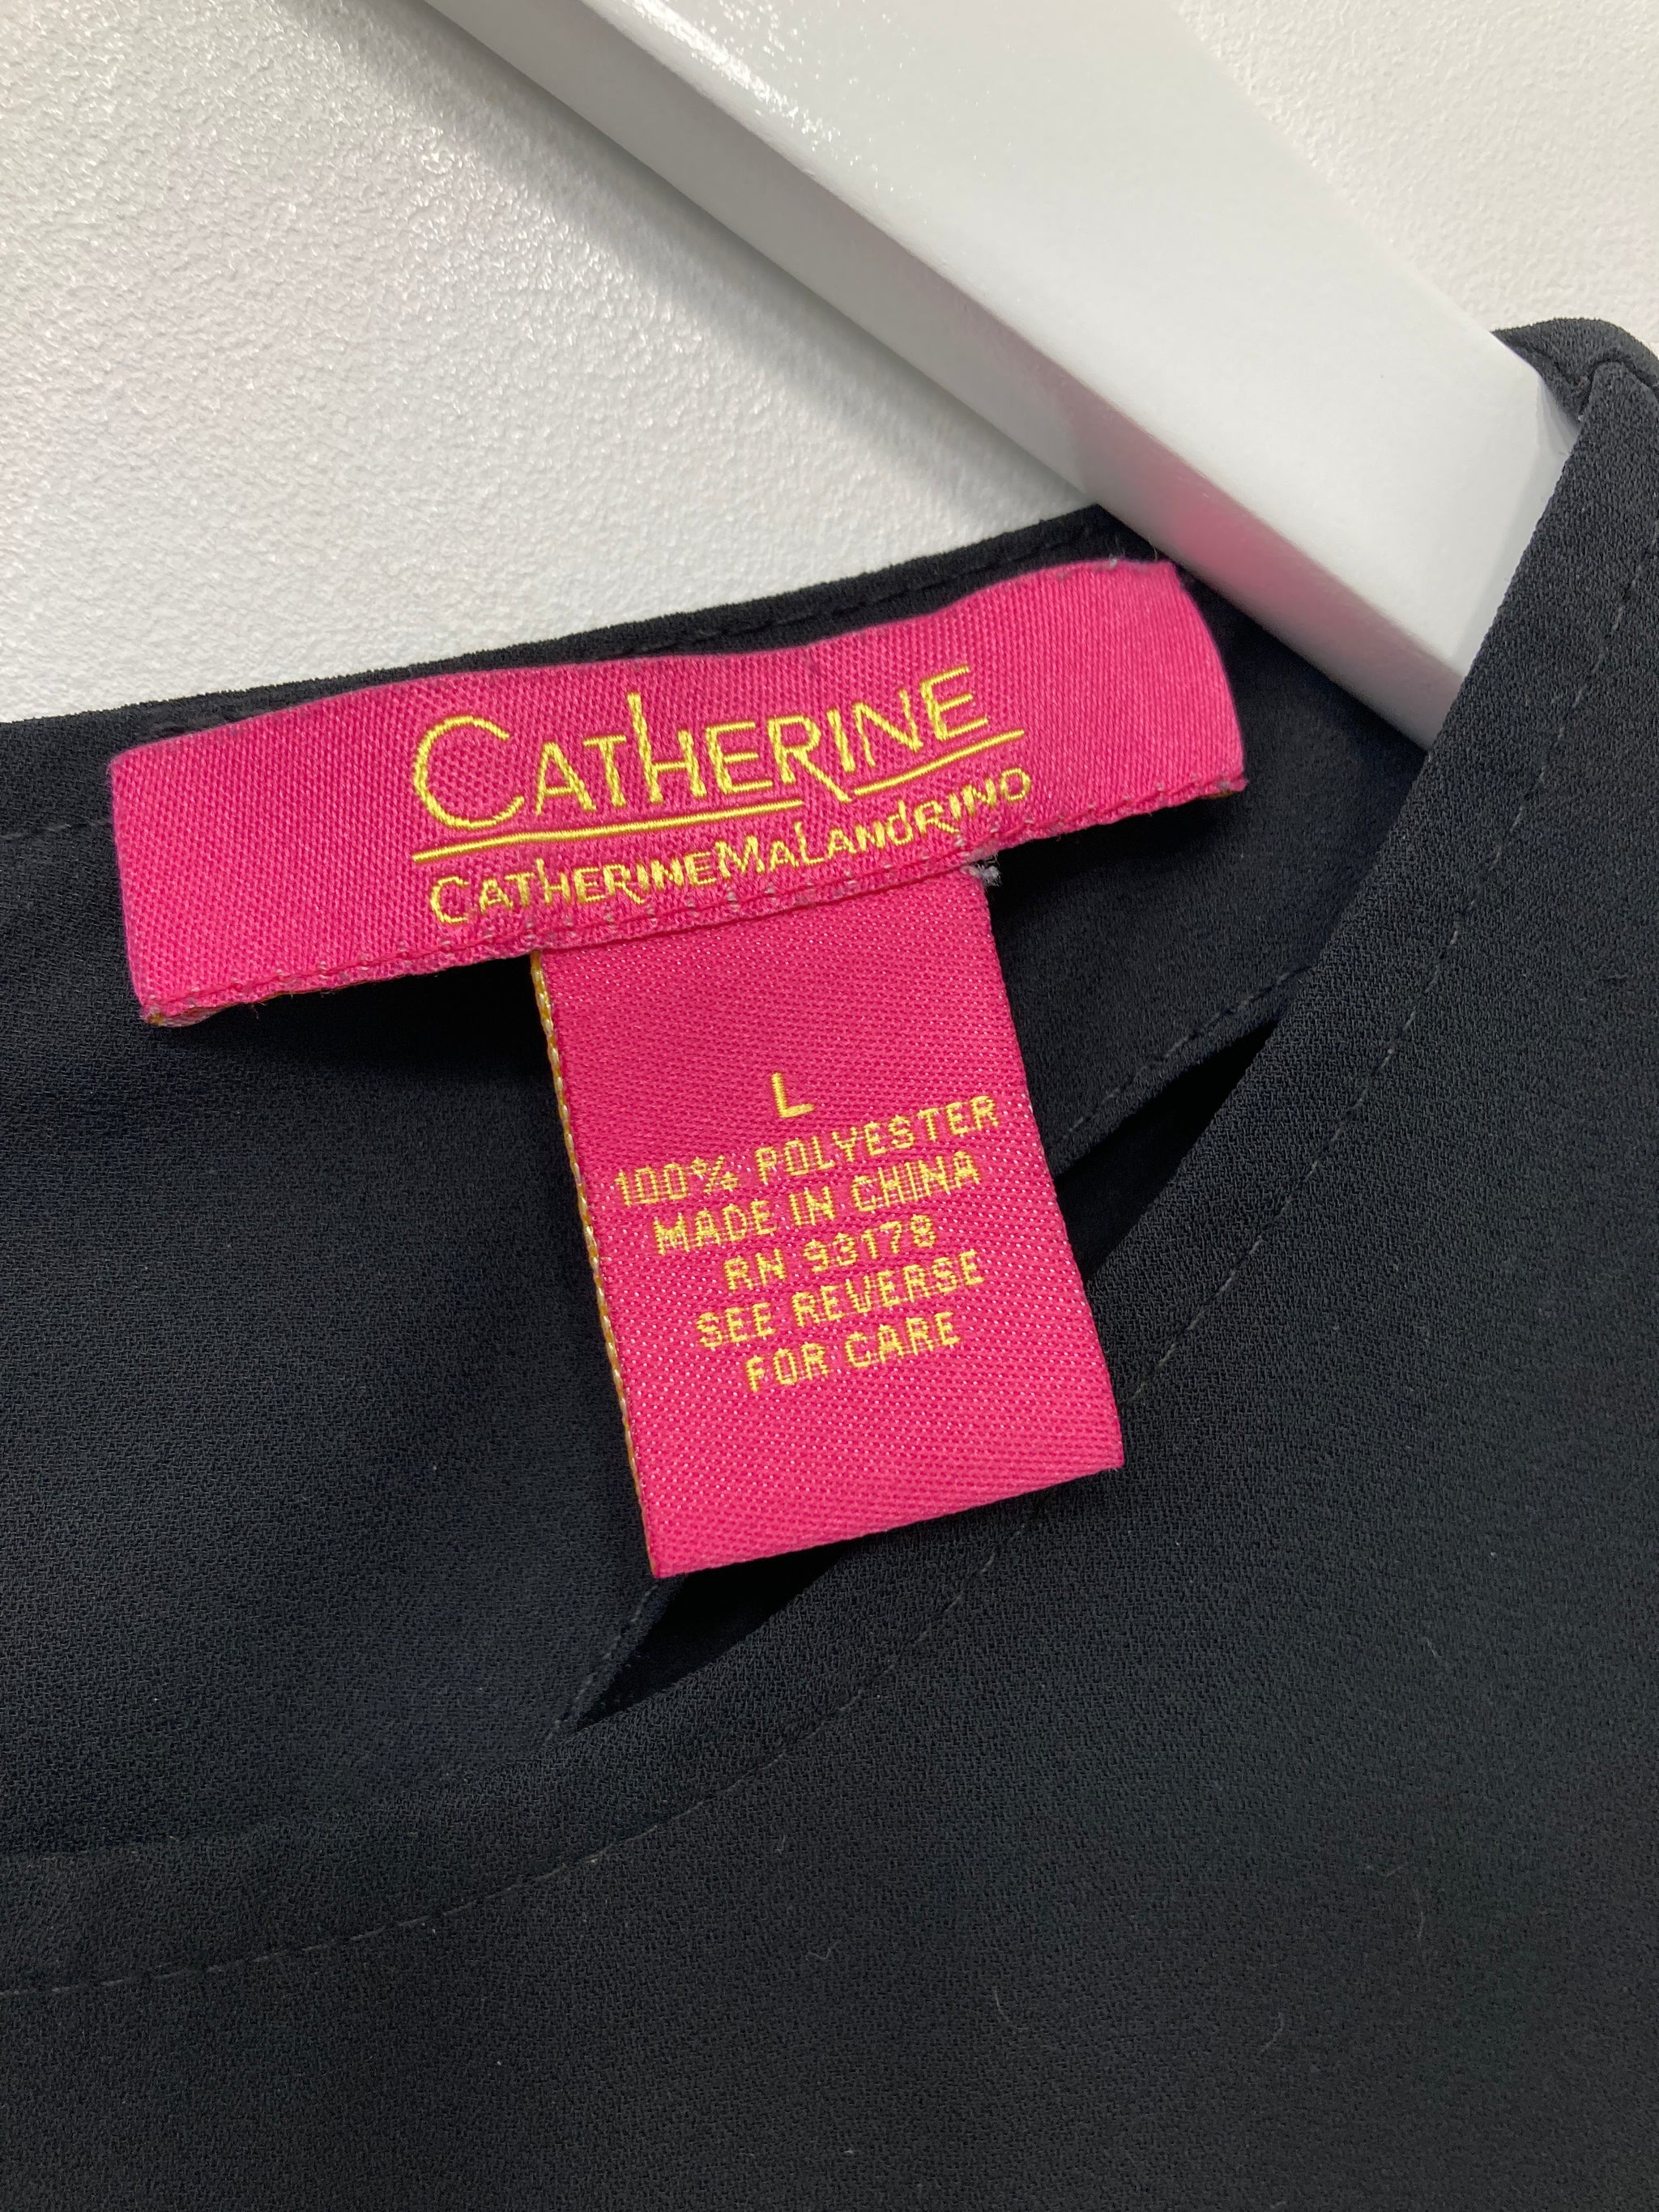 CATHERINE
CATHERINEMALANDRINO
L
100% POLYESTER
MADE IN CHINA
RN 93178
SEE REVERSE
FOR CARE